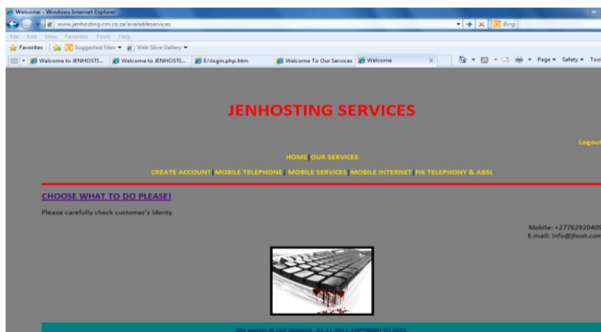 Welcome - Windows Internet Explorer
www.jenhosting.cm.co.za/availableservices
Bing
File Edit View Favorites Tools Help
Favorites Suggested Sites Web Slice Gallery
Welcome to JENHOSTI... Welcome to JENHOSTI... E:\login.php.htm Welcome To Our Services Welcome Page Safety Tools
JENHOSTING SERVICES
Logout
HOME |OUR SERVICES
CREATE ACCOUNT| MOBILE TELEPHONE| MOBILE SERVICES |MOBILE INTERNET |FIX TELEPHONY & ABSL
CHOOSE WHAT TO DO PLEASE!
Please carefully check customer's Identy
Mobile: +27762920409
E-mail: info@jhost.com